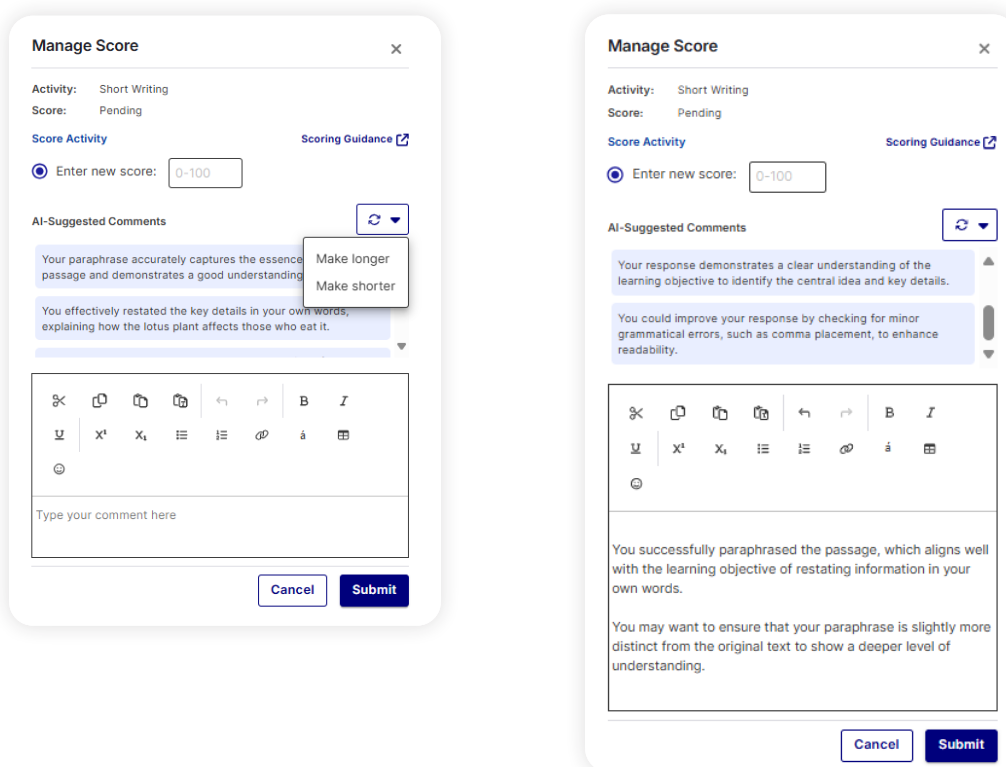 Manage Score
Activity: Short Writing
Score: Pending
Score Activity Scoring Guidance
Enter new score: 0-100
AI-Suggested Comments
Make longer
Make shorter
Your paraphrase accurately captures the essence
passage and demonstrates a good understanding
You effectively restated the key details in your own words,
explaining how the lotus plant affects those who eat it.
B I
U X² X₁ á
Type your comment here
Cancel Submit
Manage Score
Activity: Short Writing
Score: Pending
Score Activity Scoring Guidance
Enter new score: 0-100
AI-Suggested Comments
Your response demonstrates a clear understanding of the
learning objective to identify the central idea and key details.
You could improve your response by checking for minor
grammatical errors, such as comma placement, to enhance
readability.
B I
U X² X₁ á
You successfully paraphrased the passage, which aligns well
with the learning objective of restating information in your
own words.
You may want to ensure that your paraphrase is slightly more
distinct from the original text to show a deeper level of
understanding.
Cancel Submit